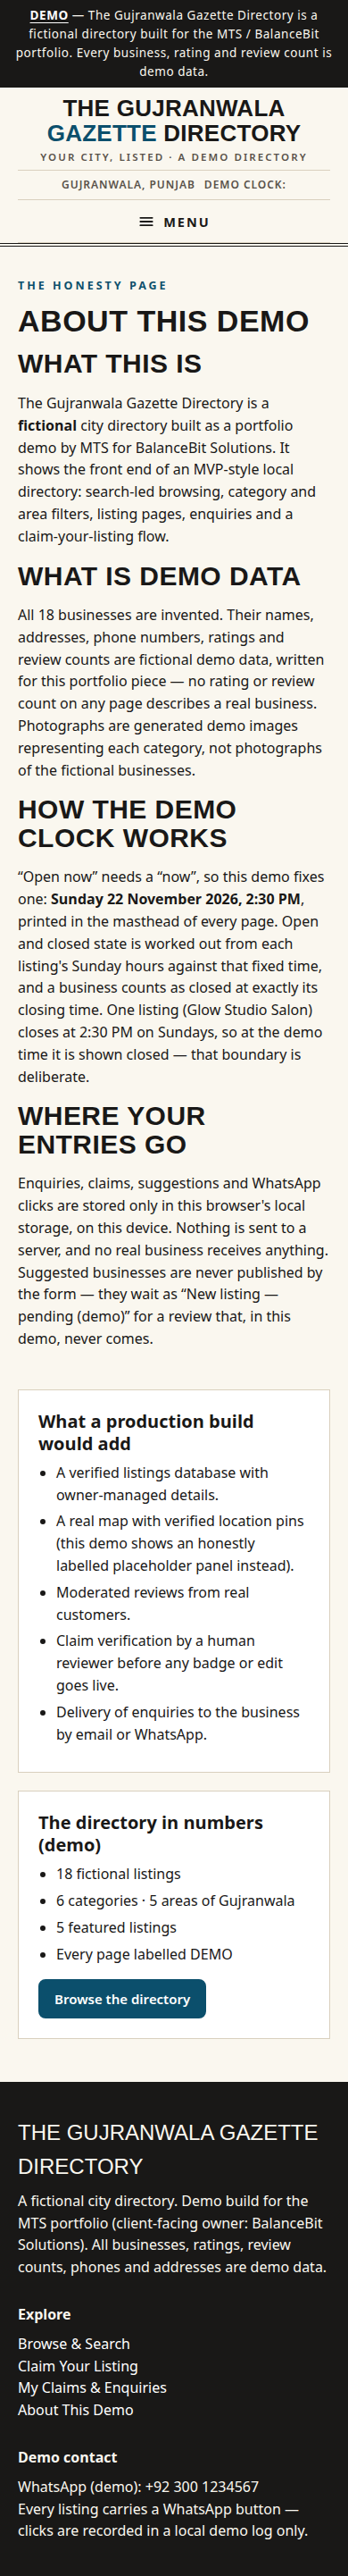 DEMO — The Gujranwala Gazette Directory is a
fictional directory built for the MTS / BalanceBit
portfolio. Every business, rating and review count is
demo data.
THE GUJRANWALA
GAZETTE DIRECTORY
YOUR CITY, LISTED · A DEMO DIRECTORY
GUJRANWALA, PUNJAB DEMO CLOCK:
MENU
THE HONESTY PAGE
ABOUT THIS DEMO
WHAT THIS IS
The Gujranwala Gazette Directory is a
fictional city directory built as a portfolio
demo by MTS for BalanceBit Solutions. It
shows the front end of an MVP-style local
directory: search-led browsing, category and
area filters, listing pages, enquiries and a
claim-your-listing flow.
WHAT IS DEMO DATA
All 18 businesses are invented. Their names,
addresses, phone numbers, ratings and
review counts are fictional demo data, written
for this portfolio piece — no rating or review
count on any page describes a real business.
Photographs are generated demo images
representing each category, not photographs
of the fictional businesses.
HOW THE DEMO
CLOCK WORKS
“Open now” needs a “now”, so this demo fixes
one: Sunday 22 November 2026, 2:30 PM,
printed in the masthead of every page. Open
and closed state is worked out from each
listing's Sunday hours against that fixed time,
and a business counts as closed at exactly its
closing time. One listing (Glow Studio Salon)
closes at 2:30 PM on Sundays, so at the demo
time it is shown closed — that boundary is
deliberate.
WHERE YOUR
ENTRIES GO
Enquiries, claims, suggestions and WhatsApp
clicks are stored only in this browser's local
storage, on this device. Nothing is sent to a
server, and no real business receives anything.
Suggested businesses are never published by
the form — they wait as “New listing —
pending (demo)” for a review that, in this
demo, never comes.
What a production build
would add
• A verified listings database with
owner-managed details.
• A real map with verified location pins
(this demo shows an honestly
labelled placeholder panel instead).
• Moderated reviews from real
customers.
• Claim verification by a human
reviewer before any badge or edit
goes live.
• Delivery of enquiries to the business
by email or WhatsApp.
The directory in numbers
(demo)
• 18 fictional listings
• 6 categories · 5 areas of Gujranwala
• 5 featured listings
• Every page labelled DEMO
Browse the directory
THE GUJRANWALA GAZETTE
DIRECTORY
A fictional city directory. Demo build for the
MTS portfolio (client-facing owner: BalanceBit
Solutions). All businesses, ratings, review
counts, phones and addresses are demo data.
Explore
Browse & Search
Claim Your Listing
My Claims & Enquiries
About This Demo
Demo contact
WhatsApp (demo): +92 300 1234567
Every listing carries a WhatsApp button —
clicks are recorded in a local demo log only.